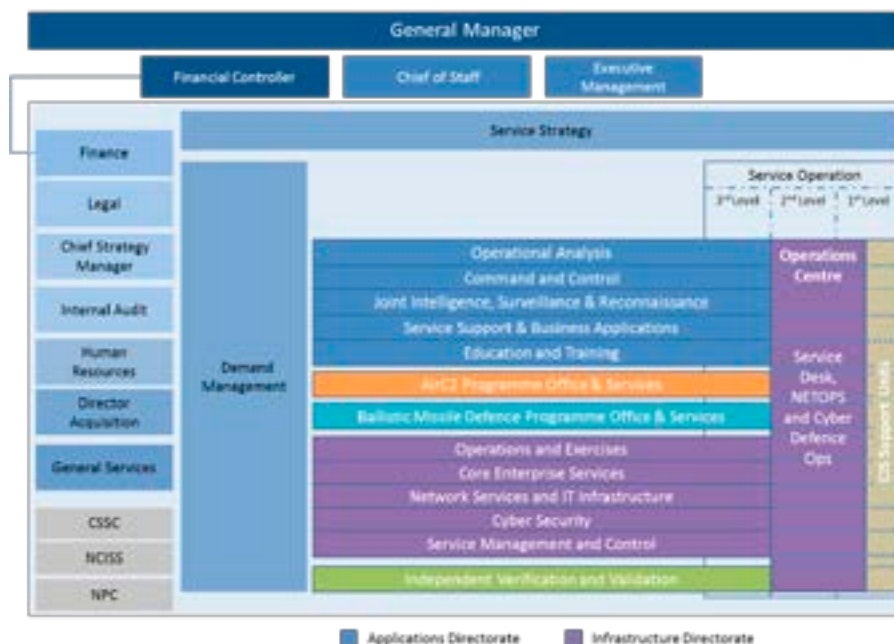 General Manager
Financial Controller
Chief of Staff
Executive
Management
Service Strategy
Finance
Legal
Chief Strategy
Manager
Internal Audit
Human
Resources
Director
Acquisition
General Services
CSSC
NCISS
NPC
Demand
Management
Service Operation
3rd Level
2nd Level
1st Level
Operational Analysis
Command and Control
Joint Intelligence, Surveillance & Reconnaissance
Service Support & Business Applications
Education and Training
AirC2 Programme Office & Services
Ballistic Missile Defence Programme Office & Services
Operations and Exercises
Core Enterprise Services
Network Services and IT Infrastructure
Cyber Security
Service Management and Control
Independent Verification and Validation
Operations
Centre
Service
Desk,
NETOPS
and Cyber
Defence
Ops
CIS Support Units
Applications Directorate
Infrastructure Directorate